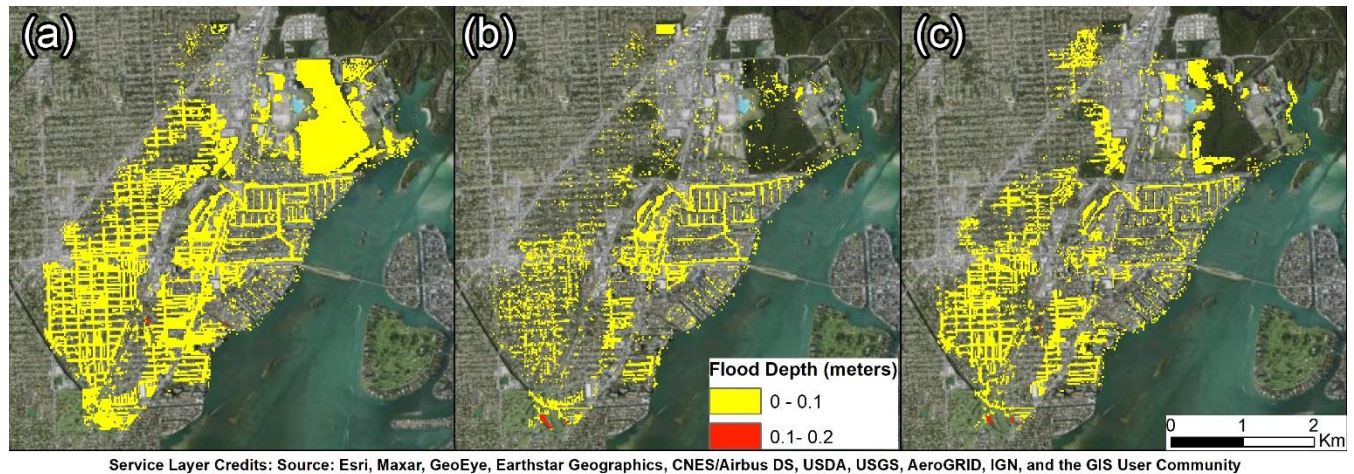 (a)
(b)
(c)
Flood Depth (meters)
0 - 0.1
0.1- 0.2
0 1 2
Km
Service Layer Credits: Source: Esri, Maxar, GeoEye, Earthstar Geographics, CNES/Airbus DS, USDA, USGS, AeroGRID, IGN, and the GIS User Community